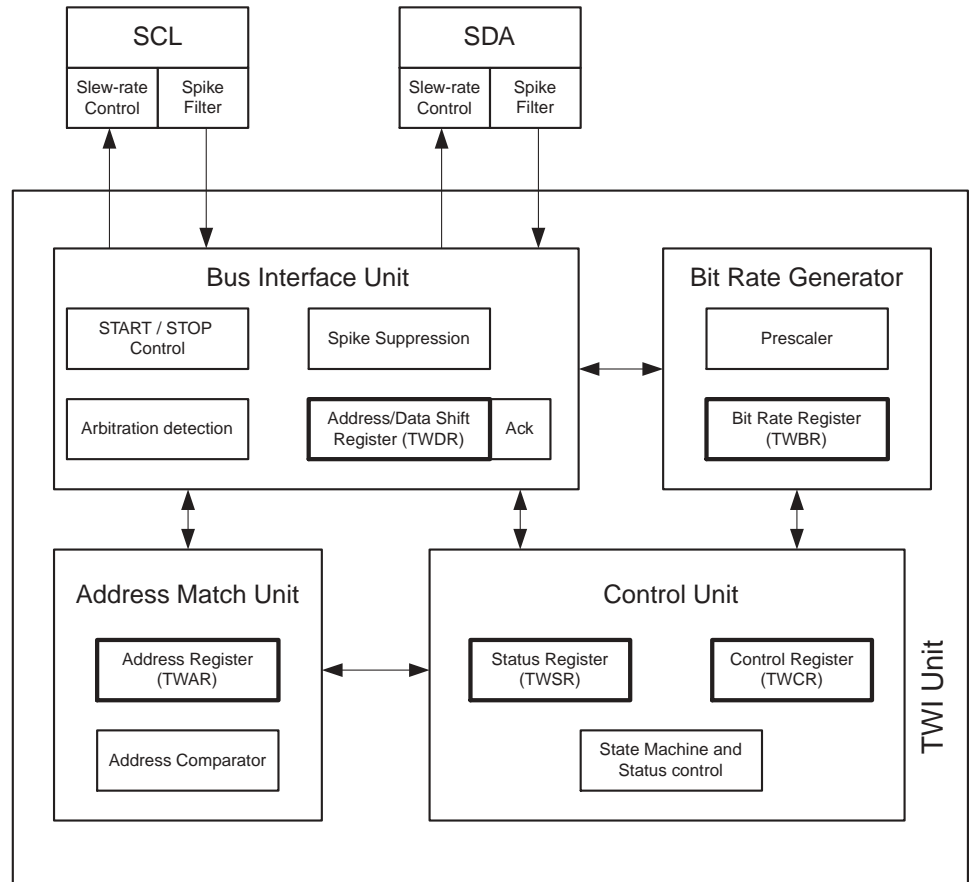 SCL
SDA
Slew-rate
Control
Spike
Filter
Slew-rate
Control
Spike
Filter
Bus Interface Unit
Bit Rate Generator
START / STOP
Control
Spike Suppression
Prescaler
Arbitration detection
Address/Data Shift
Register (TWDR)
Ack
Bit Rate Register
(TWBR)
Address Match Unit
Control Unit
Address Register
(TWAR)
Status Register
(TWSR)
Control Register
(TWCR)
Address Comparator
State Machine and
Status control
TWI Unit